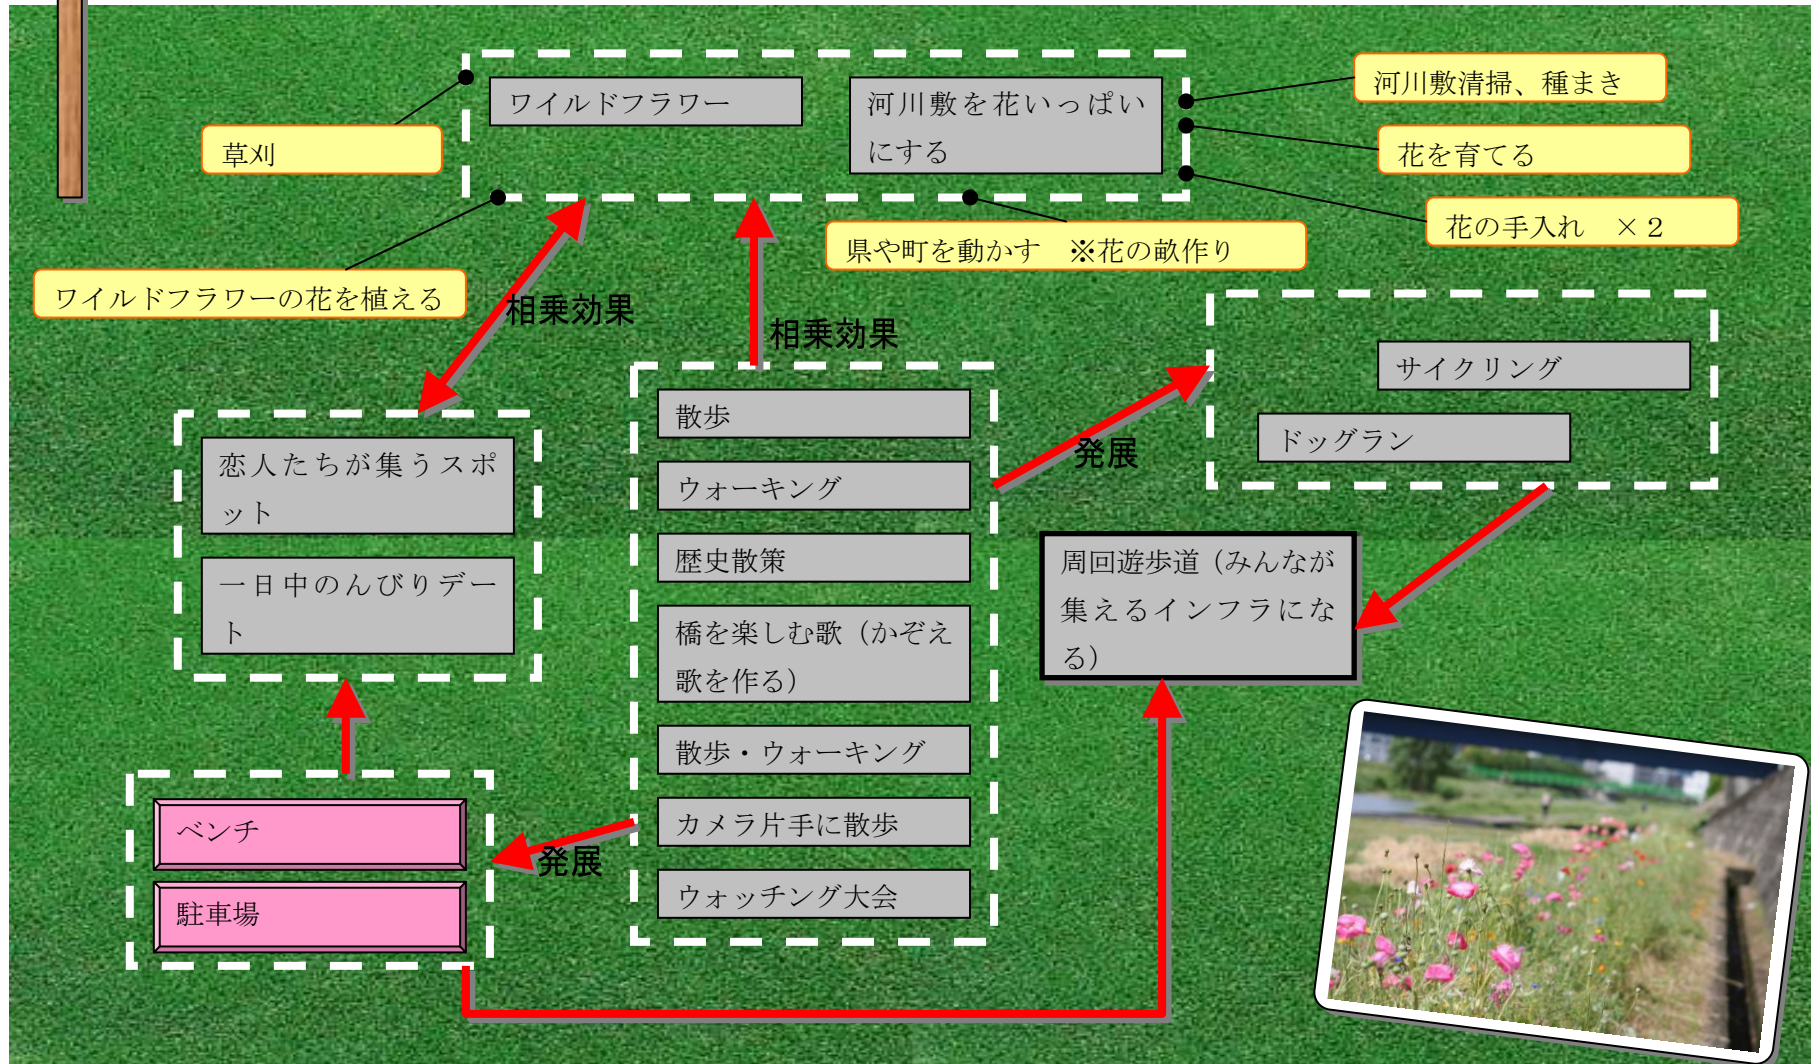 ワイルドフラワー
河川敷を花いっぱい
にする
河川敷清掃、種まき
草刈
花を育てる
花の手入れ　×２
県や町を動かす　※花の畝作り
ワイルドフラワーの花を植える
相乗効果
相乗効果
サイクリング
ドッグラン
発展
恋人たちが集うスポ
ット
一日中のんびりデー
ト
散歩
ウォーキング
歴史散策
橋を楽しむ歌（かぞえ
歌を作る）
散歩・ウォーキング
カメラ片手に散歩
ウォッチング大会
周回遊歩道（みんなが
集えるインフラにな
る）
発展
ベンチ
駐車場